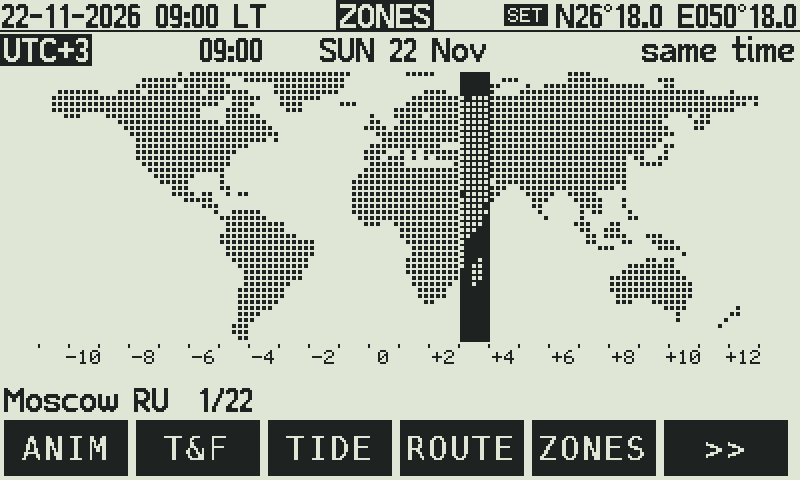 22-11-2026 09:00 LT ZONES SET N26°18.0 E050°18.0
UTC+3 09:00 SUN 22 Nov same time
-10 -8 -6 -4 -2 0 +2 +4 +6 +8 +10 +12
Moscow RU 1/22
ANIM T&F TIDE ROUTE ZONES >>